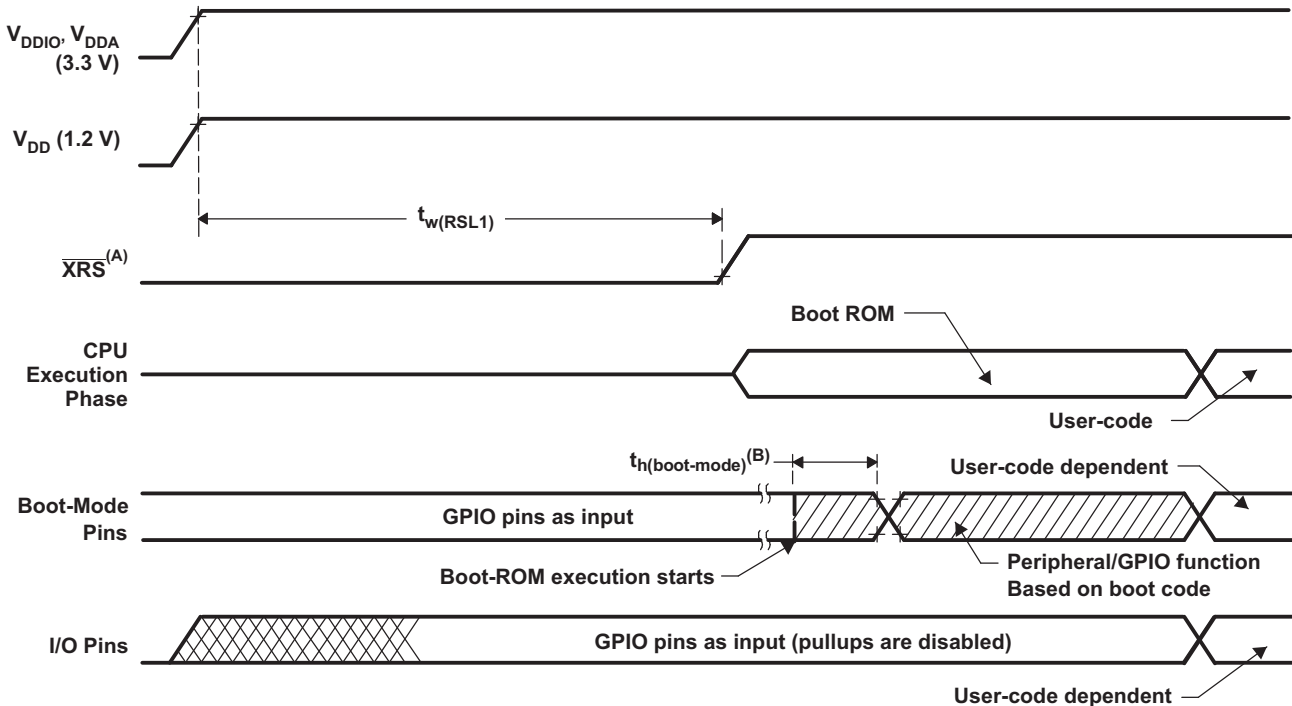 V_DDIO, V_DDA
(3.3 V)
V_DD (1.2 V)
t_w(RSL1)
XRS(A)
Boot ROM
CPU
Execution
Phase
User-code
t_h(boot-mode)(B)
User-code dependent
Boot-Mode
Pins
GPIO pins as input
Boot-ROM execution starts
Peripheral/GPIO function
Based on boot code
I/O Pins
GPIO pins as input (pullups are disabled)
User-code dependent